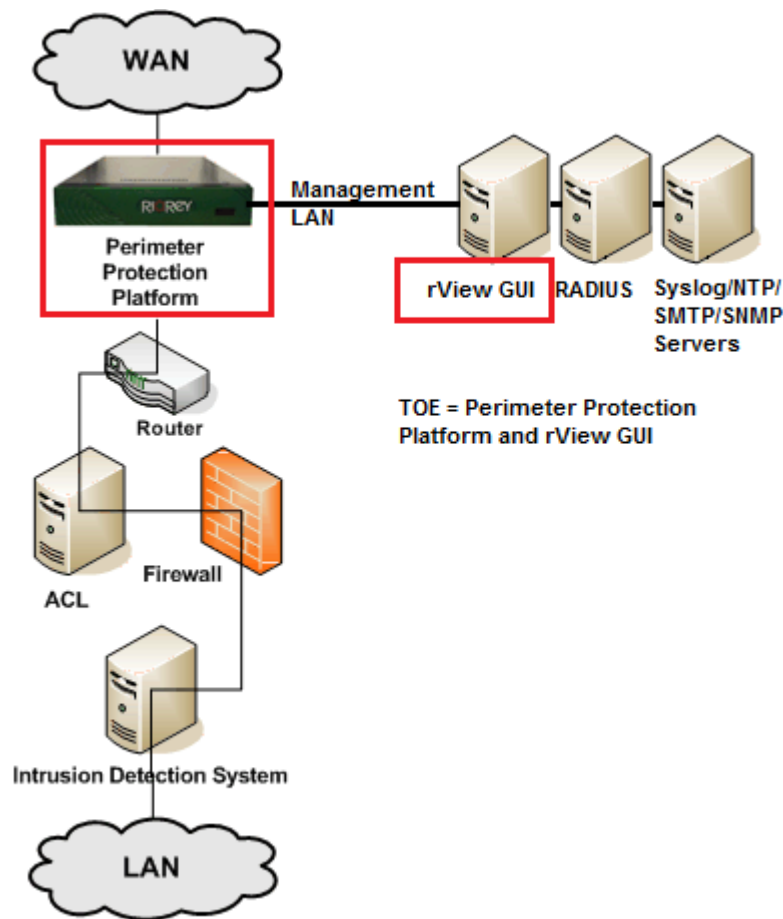 WAN
RIOREY
Perimeter
Protection
Platform
Management
LAN
rView GUI
RADIUS
Syslog/NTP/
SMTP/SNMP
Servers
TOE = Perimeter Protection
Platform and rView GUI
Router
ACL
Firewall
Intrusion Detection System
LAN